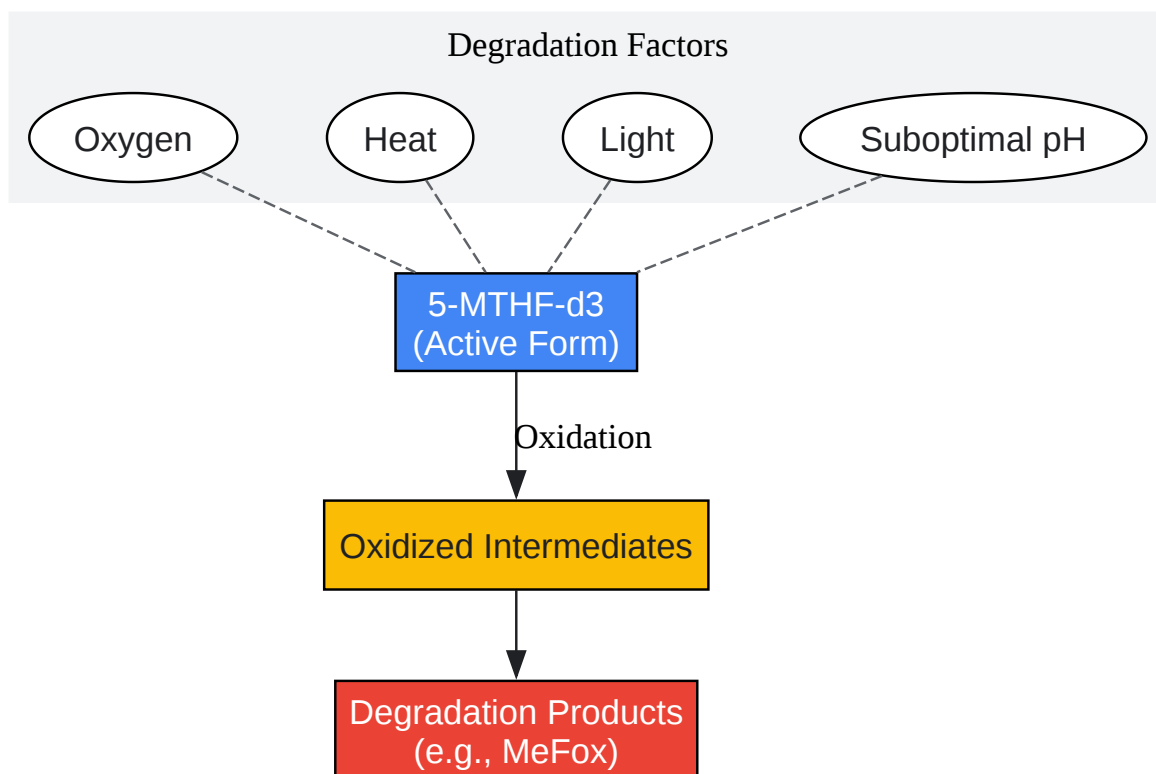 Degradation Factors
Oxygen
Heat
Light
Suboptimal pH
5-MTHF-d3
(Active Form)
Oxidation
Oxidized Intermediates
Degradation Products
(e.g., MeFox)